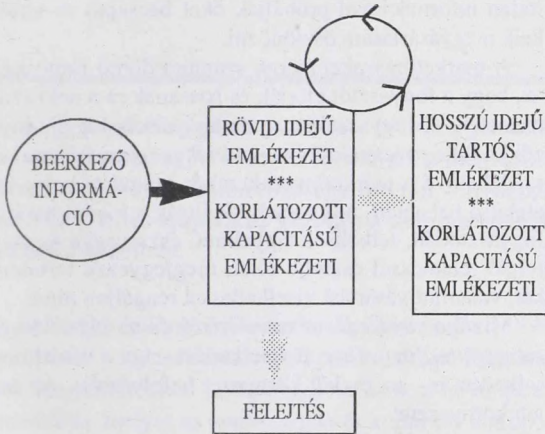 BEÉRKEZŐ
INFORMÁ-
CIÓ
RÖVID IDEJŰ
EMLÉKEZET
***
KORLÁTOZOTT
KAPACITÁSÚ
EMLÉKEZETI
HOSSZÚ IDEJŰ
TARTÓS
EMLÉKEZET
***
KORLÁTOZOTT
KAPACITÁSÚ
EMLÉKEZETI
FELEJTÉS